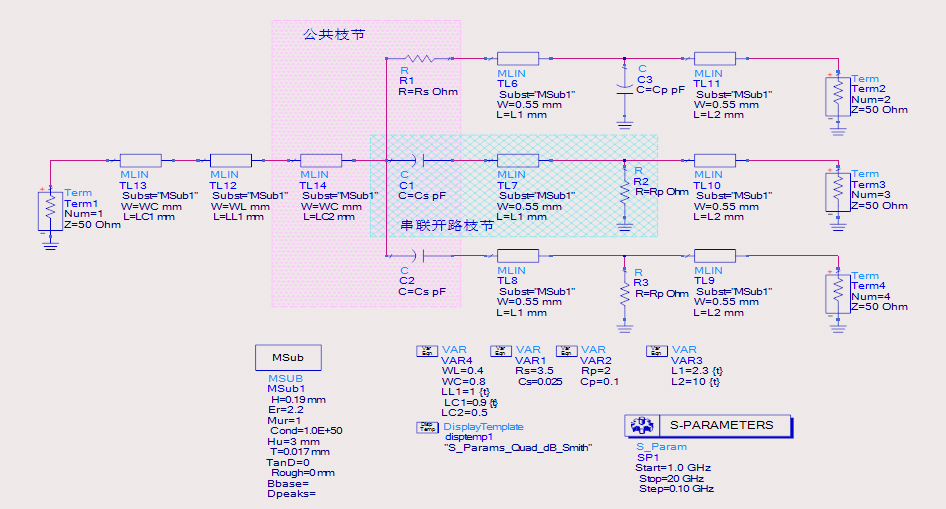 公共枝节
R
R1
R=Rs Ohm
MLIN
TL6
Subst="MSub1"
W=0.55 mm
L=L1 mm
C
C3
C=Cp pF
MLIN
TL11
Subst="MSub1"
W=0.55 mm
L=L2 mm
Term
Term2
Num=2
Z=50 Ohm
Term
Term1
Num=1
Z=50 Ohm
MLIN
TL13
Subst="MSub1"
W=WC mm
L=LC1 mm
MLIN
TL12
Subst="MSub1"
W=WL mm
L=LL1 mm
MLIN
TL14
Subst="MSub1"
W=WC mm
L=LC2 mm
C
C1
C=Cs pF
MLIN
TL7
Subst="MSub1"
W=0.55 mm
L=L1 mm
R
R2
R=Rp Ohm
MLIN
TL10
Subst="MSub1"
W=0.55 mm
L=L2 mm
Term
Term3
Num=3
Z=50 Ohm
串联开路枝节
C
C2
C=Cs pF
MLIN
TL8
Subst="MSub1"
W=0.55 mm
L=L1 mm
R
R3
R=Rp Ohm
MLIN
TL9
Subst="MSub1"
W=0.55 mm
L=L2 mm
Term
Term4
Num=4
Z=50 Ohm
MSub
MSUB
MSub1
H=0.19 mm
Er=2.2
Mur=1
Cond=1.0E+50
Hu=3 mm
T=0.017 mm
TanD=0
Rough=0 mm
Bbase=
Dpeaks=
Var
Eqn
VAR
VAR4
WL=0.4
WC=0.8
LL1=1 {t}
LC1=0.9 {t}
LC2=0.5
Var
Eqn
VAR
VAR1
Rs=3.5
Cs=0.025
Var
Eqn
VAR
VAR2
Rp=2
Cp=0.1
Var
Eqn
VAR
VAR3
L1=2.3 {t}
L2=10 {t}
Disp
Temp
DisplayTemplate
disptemp1
"S_Params_Quad_dB_Smith"
S-PARAMETERS
S_Param
SP1
Start=1.0 GHz
Stop=20 GHz
Step=0.10 GHz